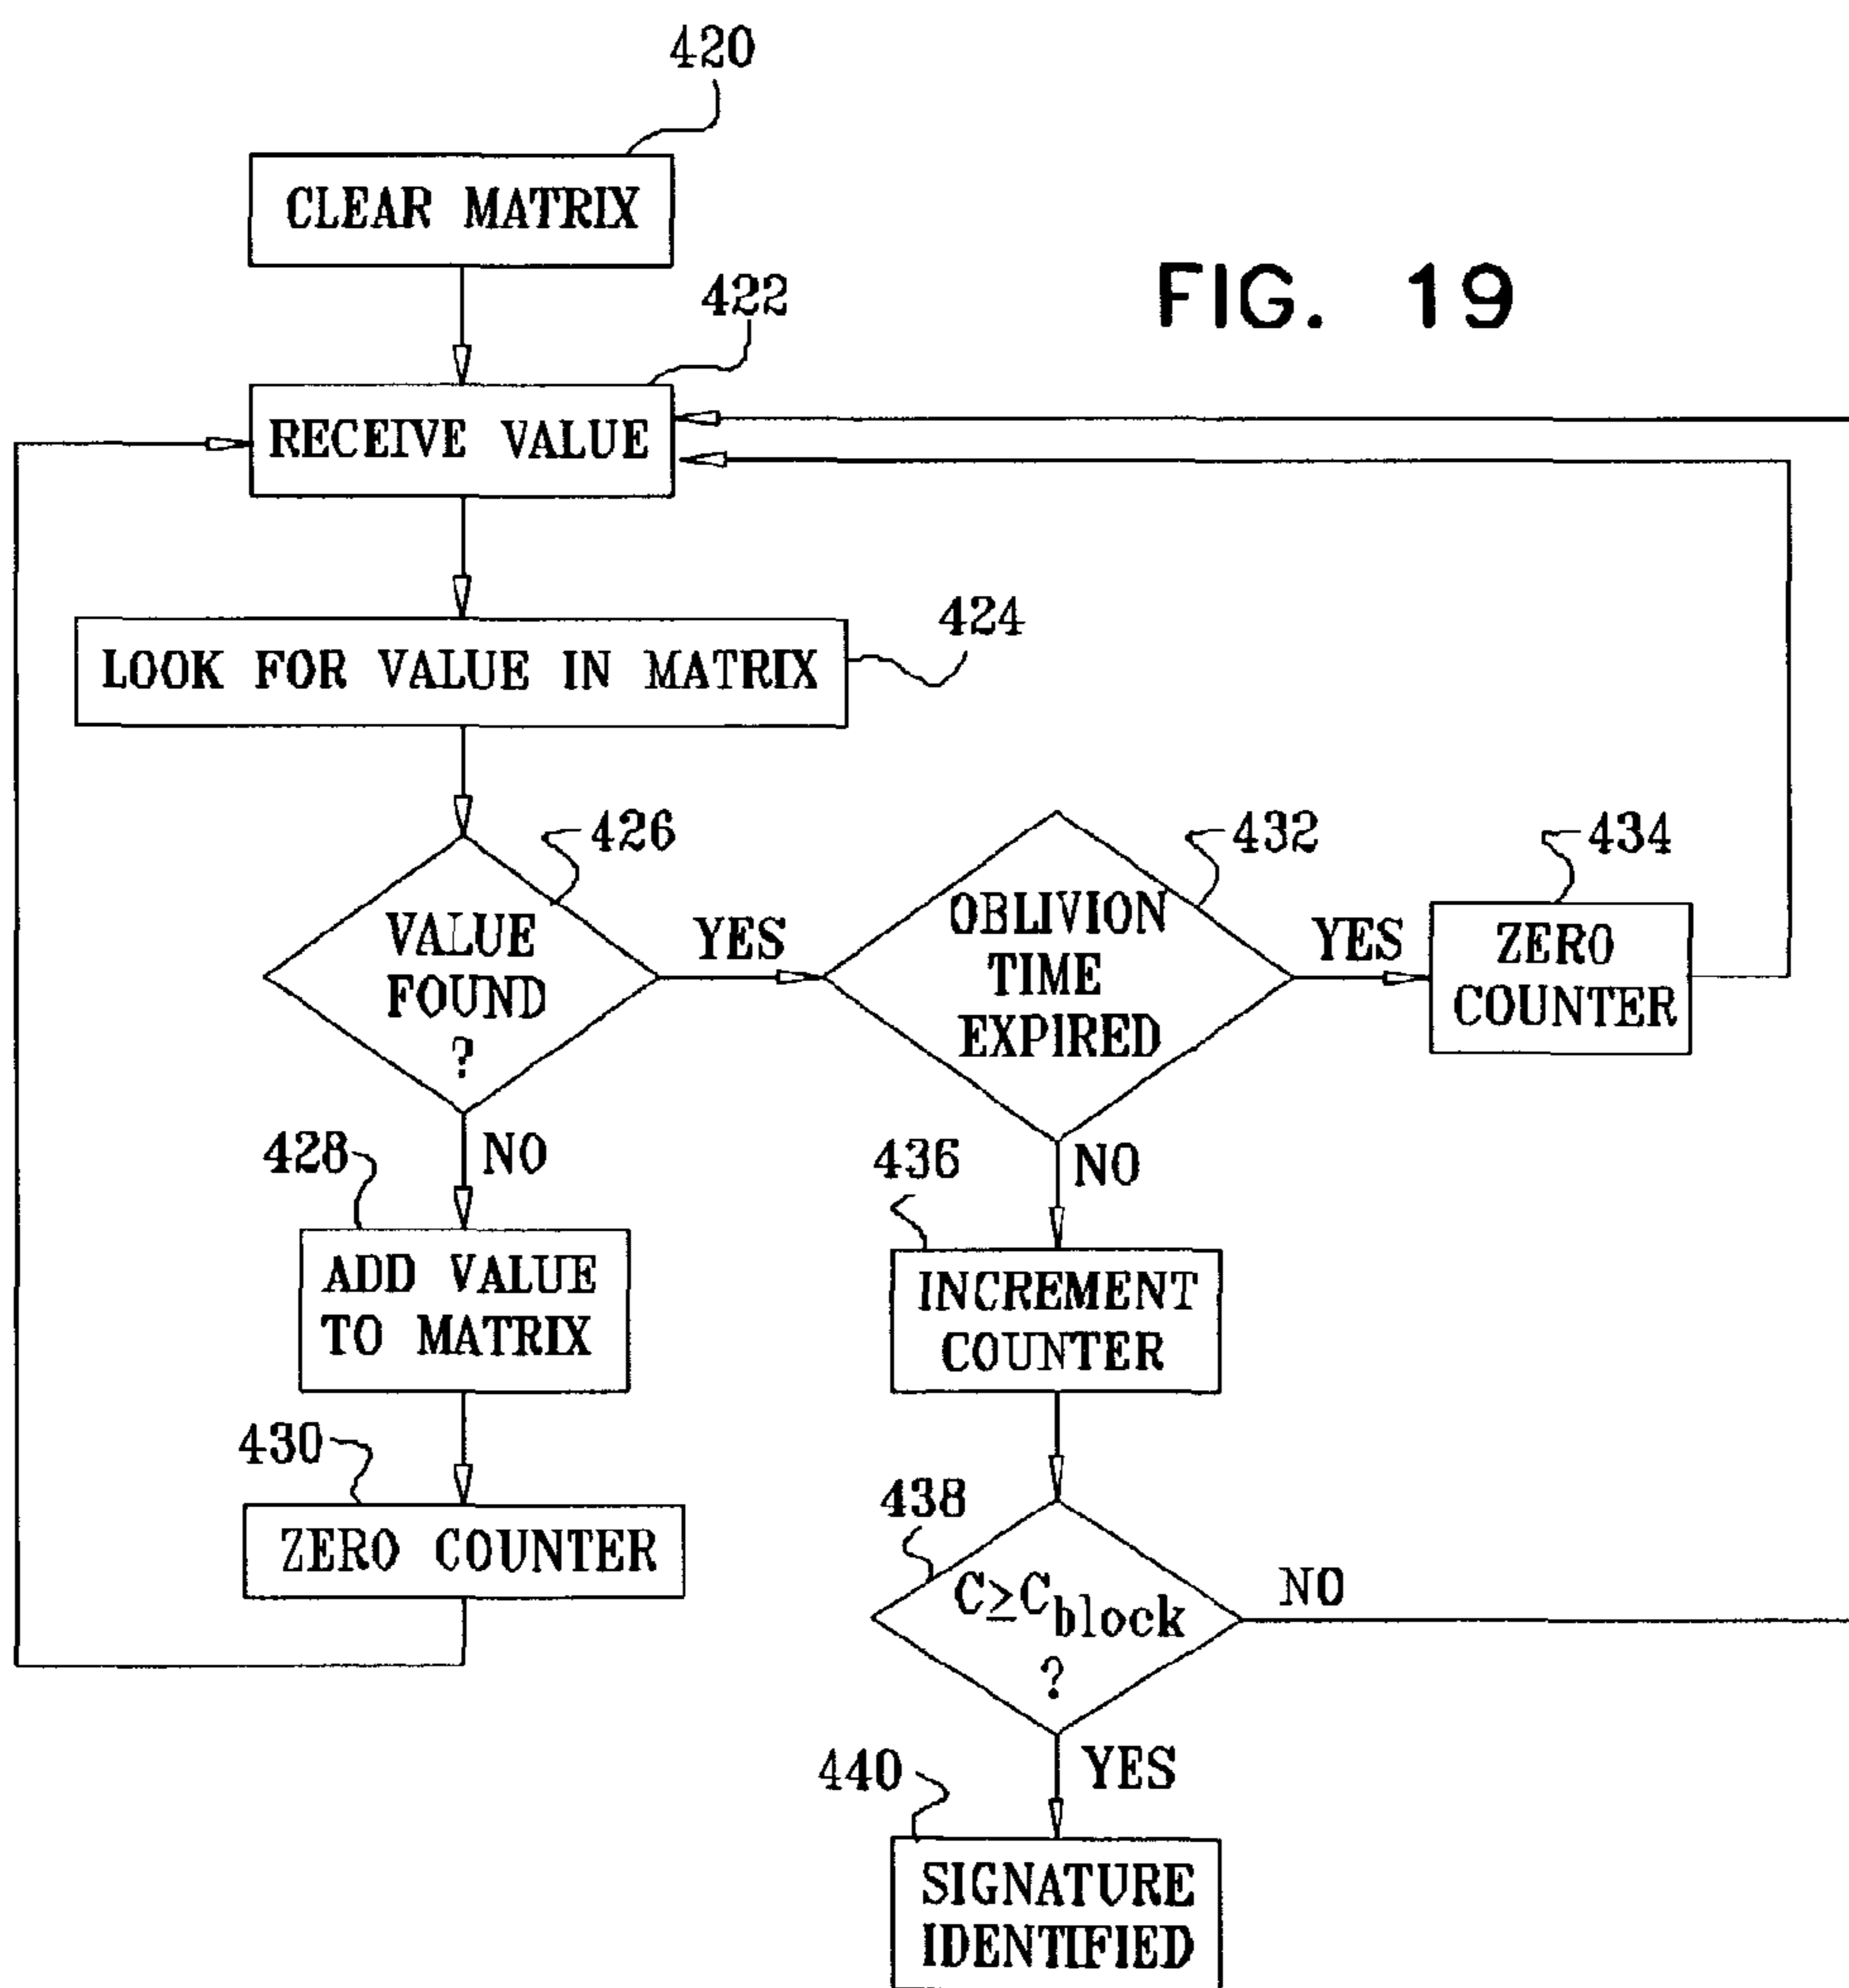 420
CLEAR MATRIX
FIG. 19
422
RECEIVE VALUE
424
LOOK FOR VALUE IN MATRIX
426
VALUE
FOUND
?
YES
432
OBLIVION
TIME
EXPIRED
YES
434
ZERO
COUNTER
428
NO
ADD VALUE
TO MATRIX
430
ZERO COUNTER
436
NO
INCREMENT
COUNTER
438
C≥Cblock
?
NO
YES
440
SIGNATURE
IDENTIFIED